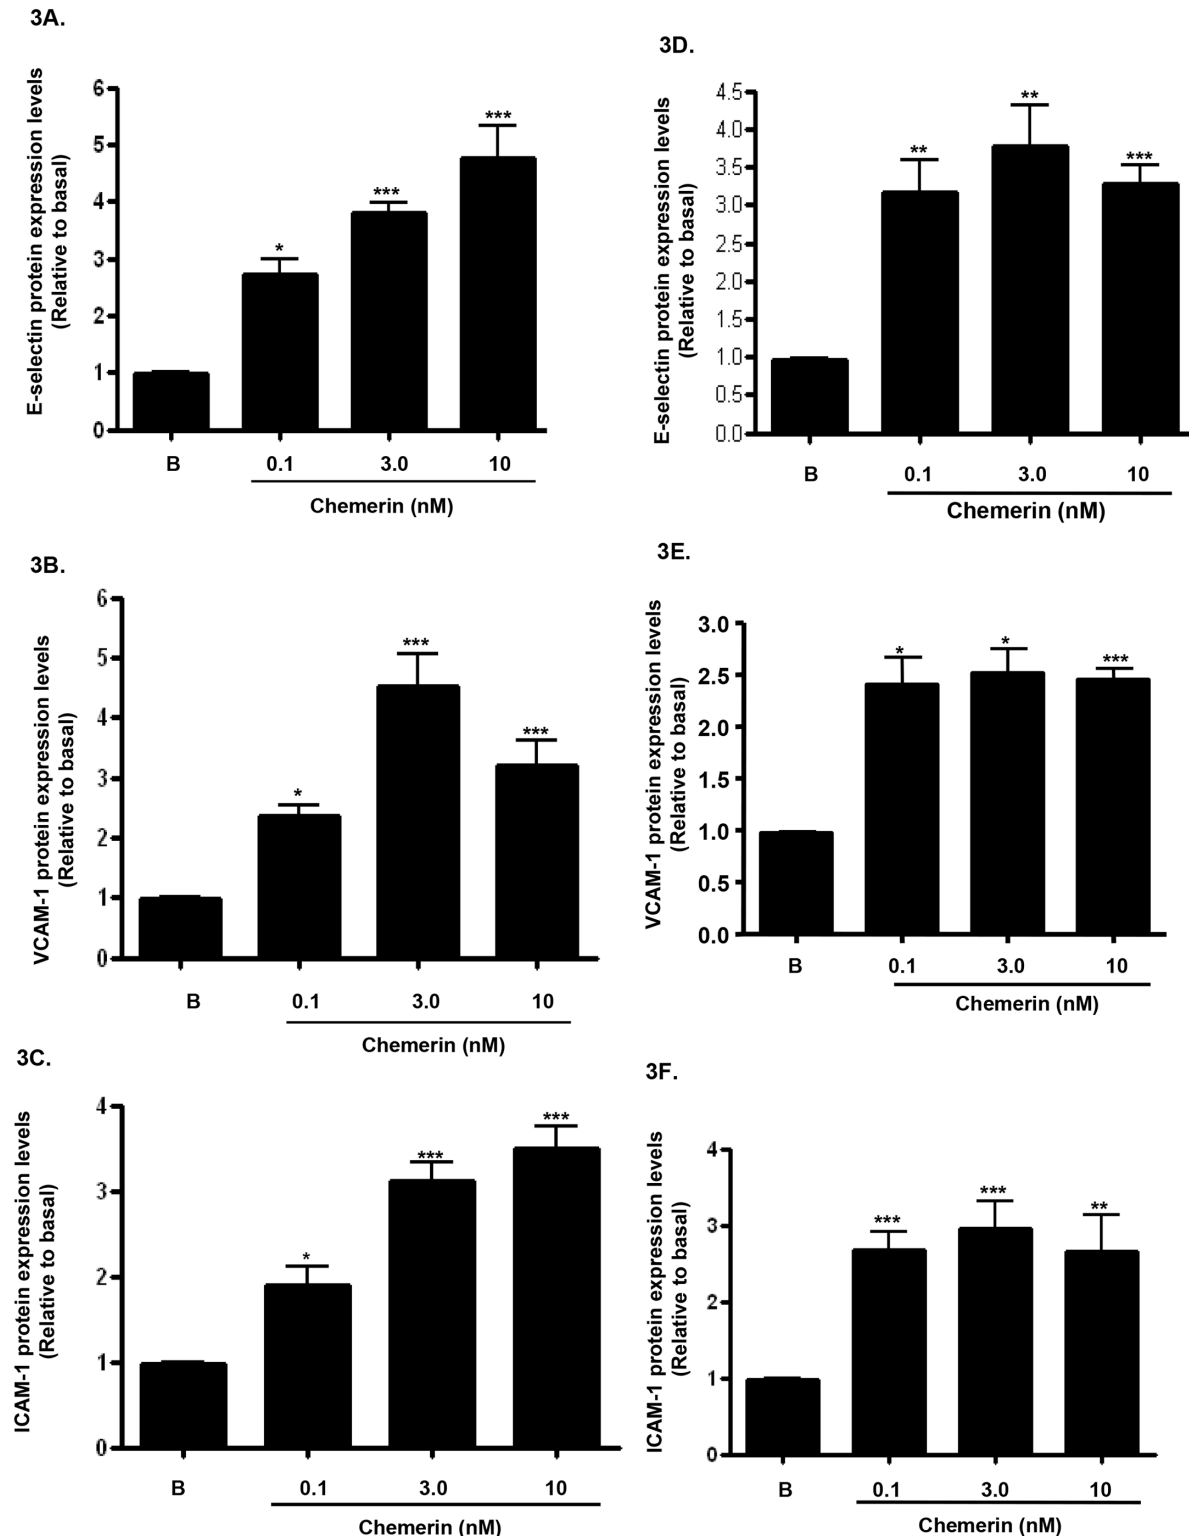 3A.
E-selectin protein expression levels
(Relative to basal)
6
5
4
3
2
1
0
*
***
***
B 0.1 3.0 10
Chemerin (nM)
3D.
E-selectin protein expression levels
(Relative to basal)
4.5
4.0
3.5
3.0
2.5
2.0
1.5
1.0
0.5
0.0
**
**
***
B 0.1 3.0 10
Chemerin (nM)
3B.
VCAM-1 protein expression levels
(Relative to basal)
6
5
4
3
2
1
0
*
***
***
B 0.1 3.0 10
Chemerin (nM)
3E.
VCAM-1 protein expression levels
(Relative to basal)
3.0
2.5
2.0
1.5
1.0
0.5
0.0
*
*
***
B 0.1 3.0 10
Chemerin (nM)
3C.
ICAM-1 protein expression levels
(Relative to basal)
4
3
2
1
0
*
***
***
B 0.1 3.0 10
Chemerin (nM)
3F.
ICAM-1 protein expression levels
(Relative to basal)
4
3
2
1
0
***
***
**
B 0.1 3.0 10
Chemerin (nM)